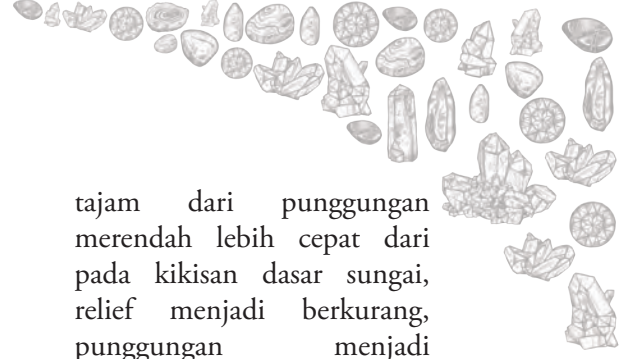 tajam dari punggungan
merendah lebih cepat dari
pada kikisan dasar sungai,
relief menjadi berkurang,
punggungan menjadi